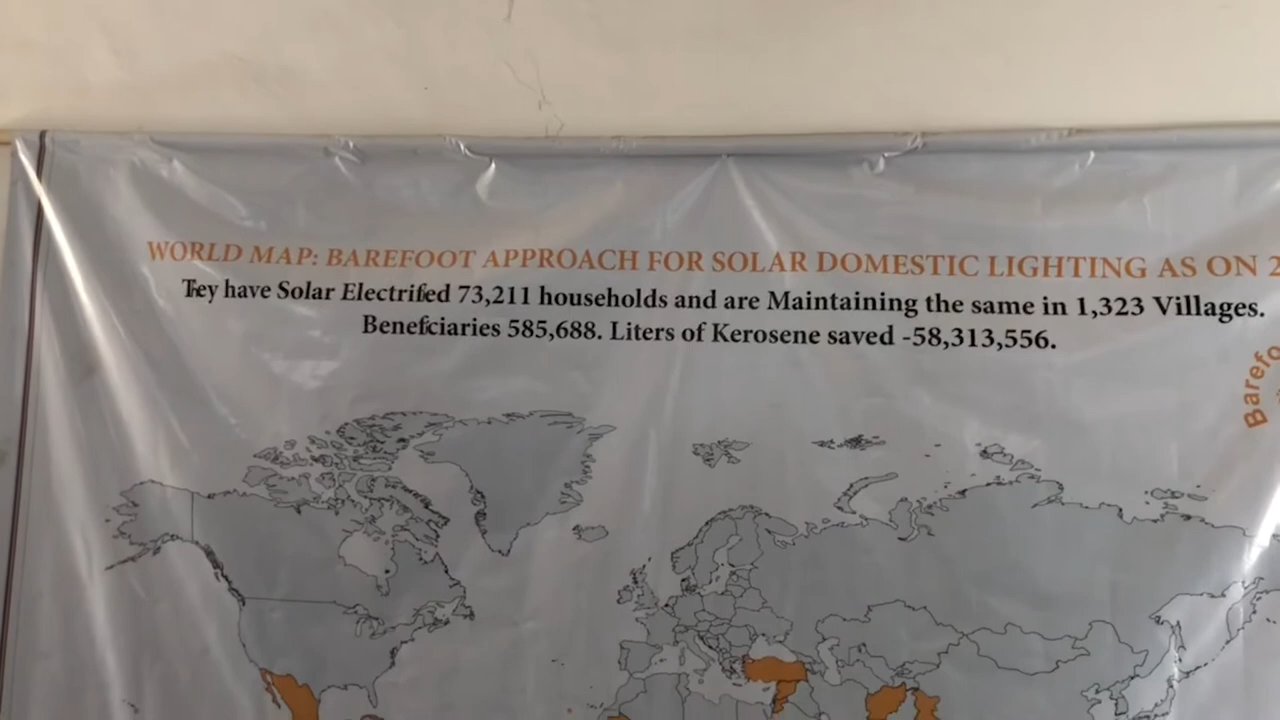 WORLD MAP: BAREFOOT APPROACH FOR SOLAR DOMESTIC LIGHTING AS ON 2
Tey have Solar Electrifed 73,211 households and are Maintaining the same in 1,323 Villages.
Benefciaries 585,688. Liters of Kerosene saved -58,313,556.
Barefo